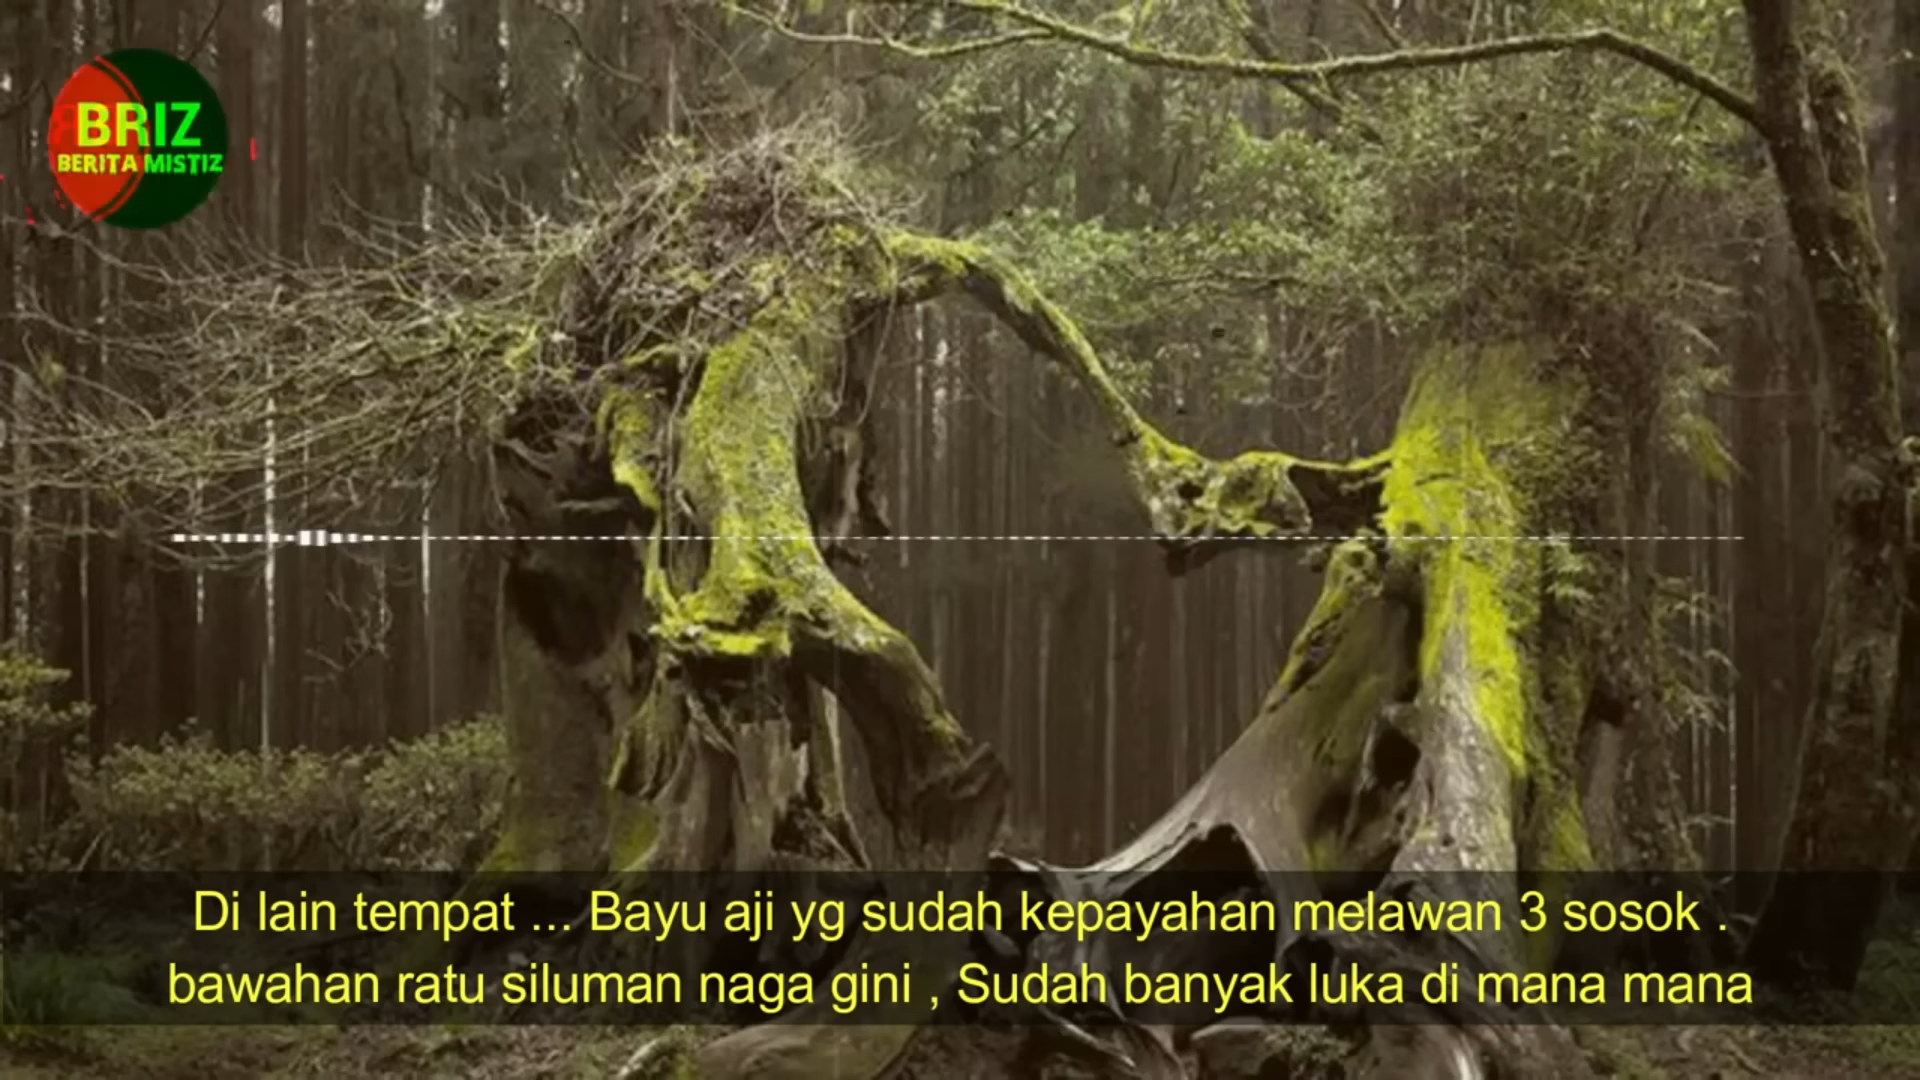 BRIZ
BERITA MISTIZ
Di lain tempat ... Bayu aji yg sudah kepayahan melawan 3 sosok .
bawahan ratu siluman naga gini , Sudah banyak luka di mana mana